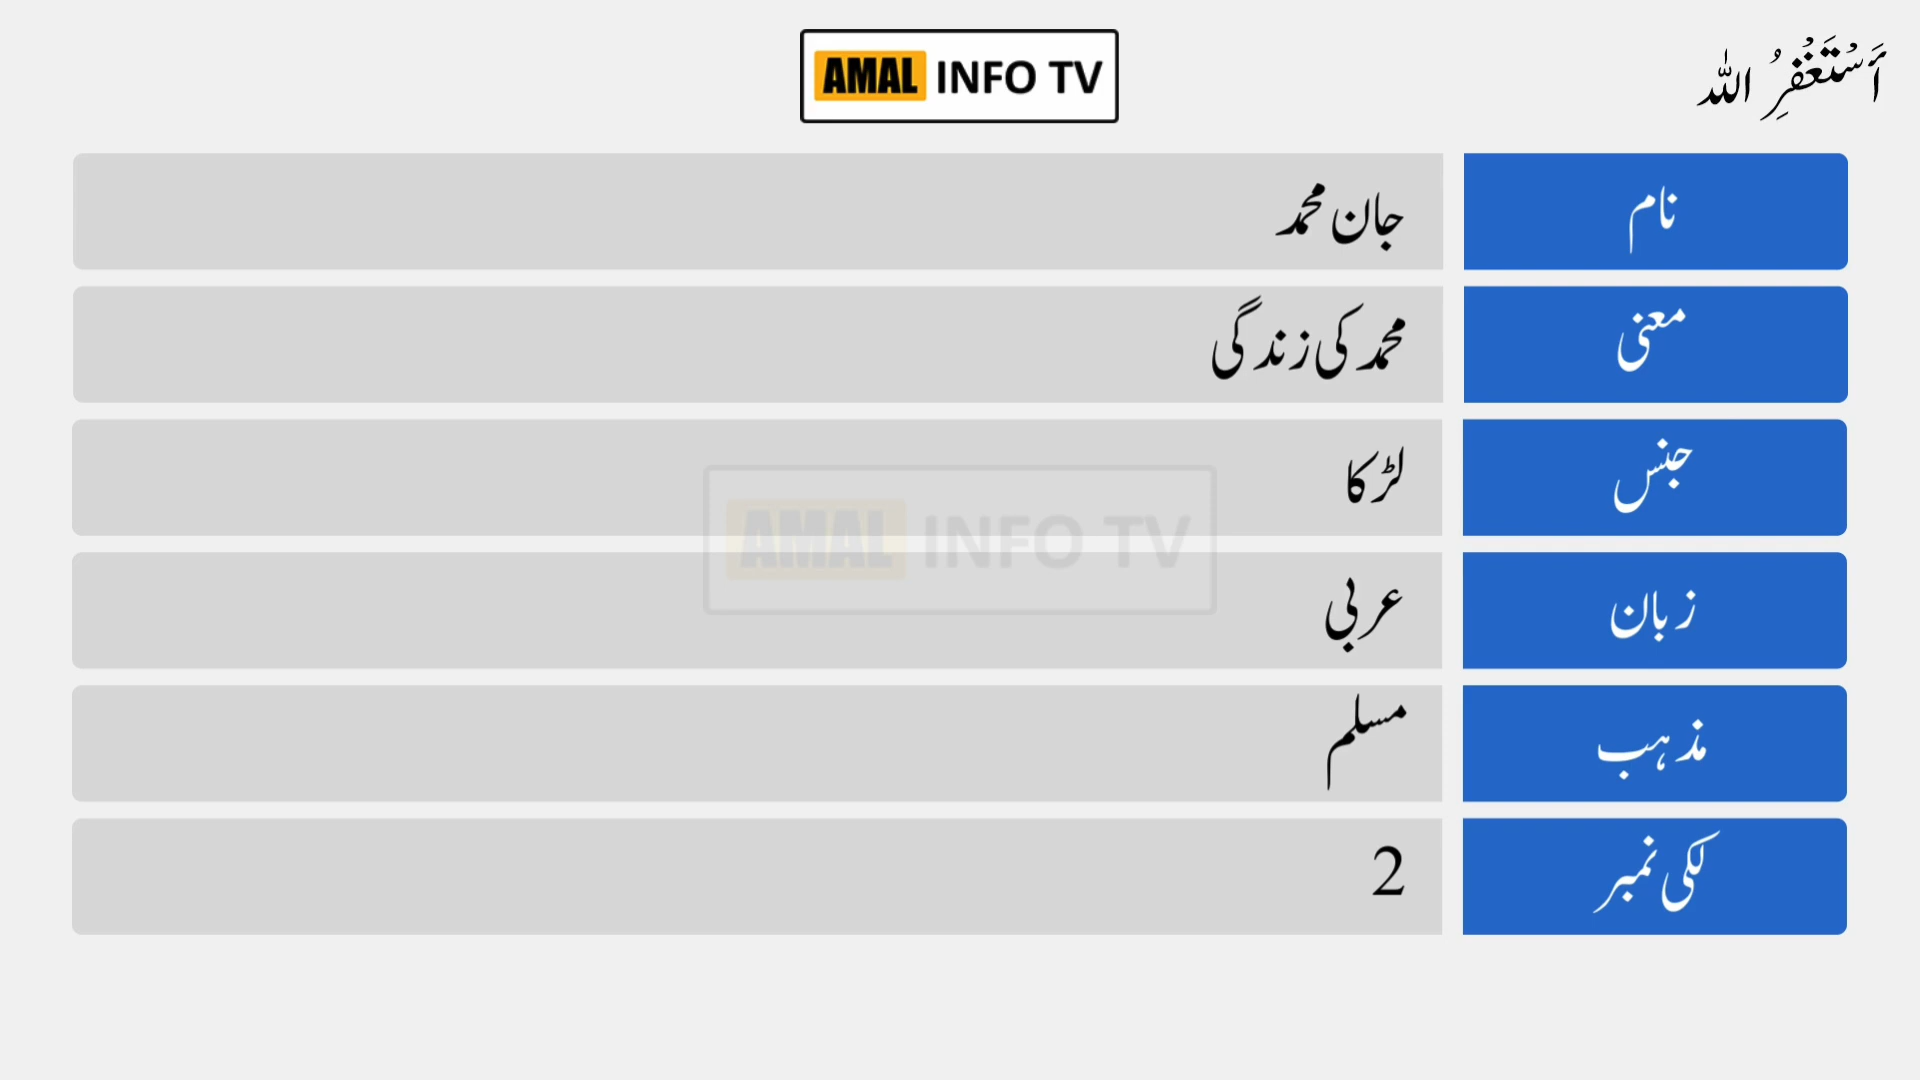 AMAL INFO TV
أَسْتَغْفِرُ اللّٰه
نام جان محمد
معنی محمد کی زندگی
جنس لڑکا
زبان عربی
مذہب مسلم
لکی نمبر 2
AMAL INFO TV